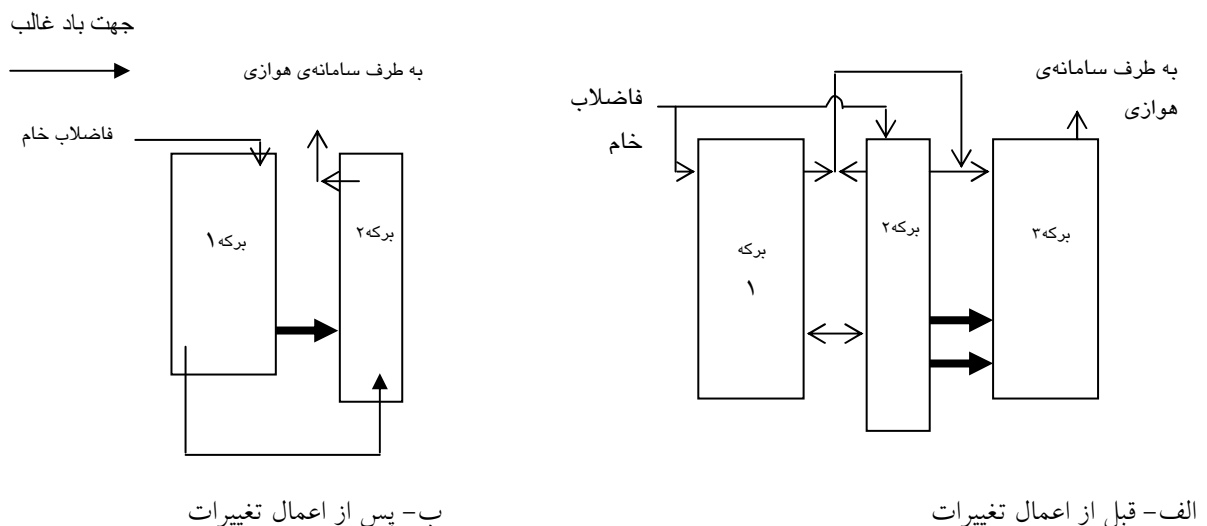 جهت باد غالب
به طرف سامانه‌ی هوازی
فاضلاب خام
برکه۱
برکه۲
به طرف سامانه‌ی
هوازی
فاضلاب
خام
برکه
۱
برکه۲
برکه۳
الف- قبل از اعمال تغییرات
ب- پس از اعمال تغییرات